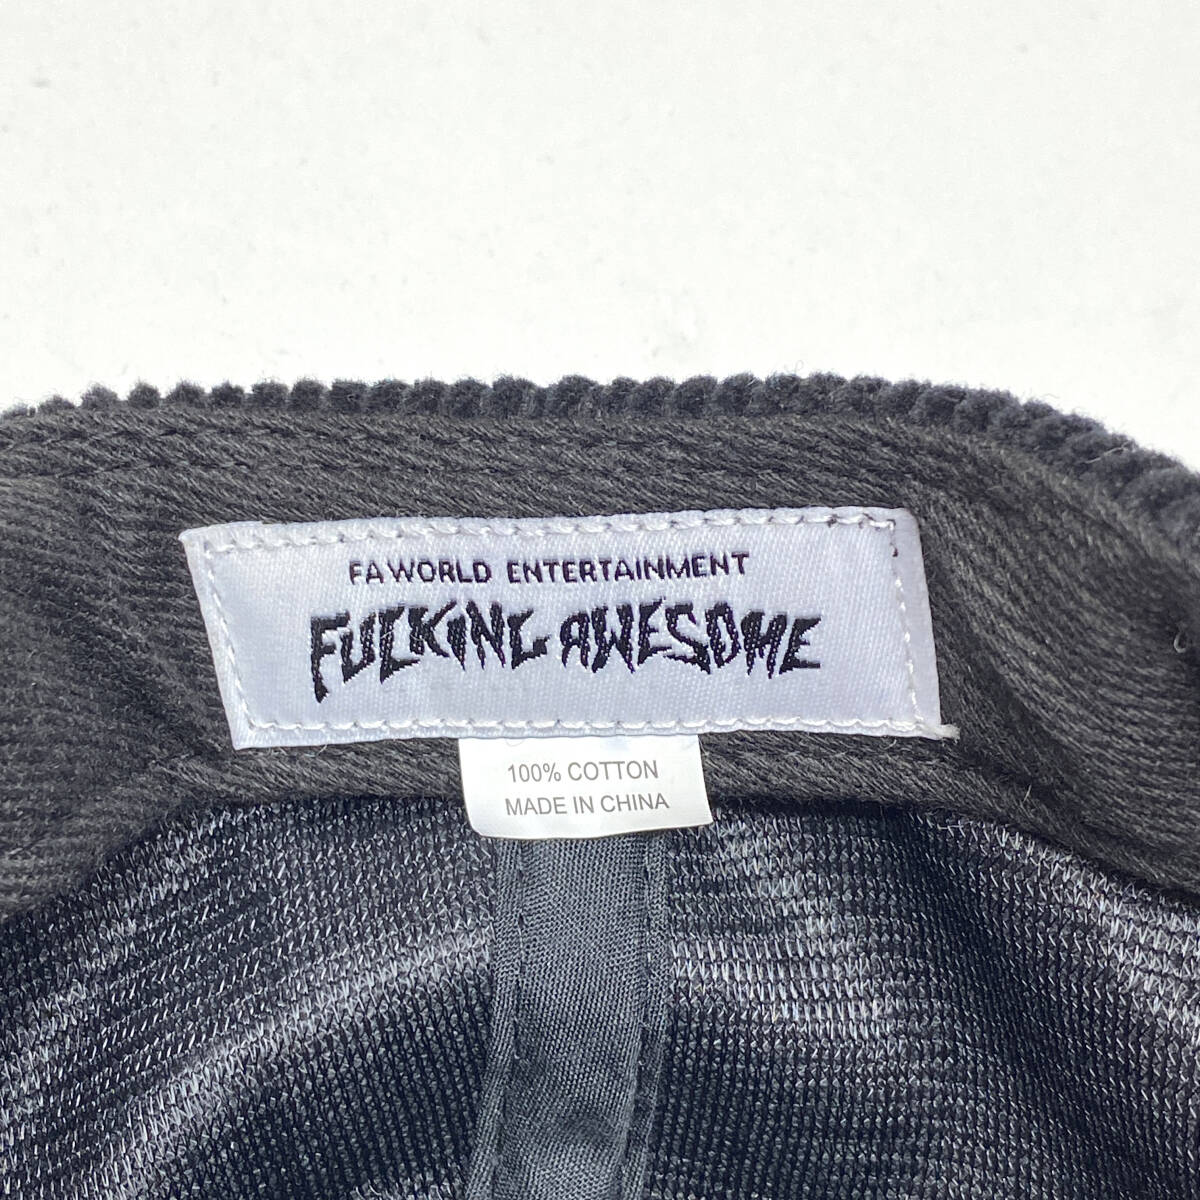 FA WORLD ENTERTAINMENT
FUCKING AWESOME
100% COTTON
MADE IN CHINA